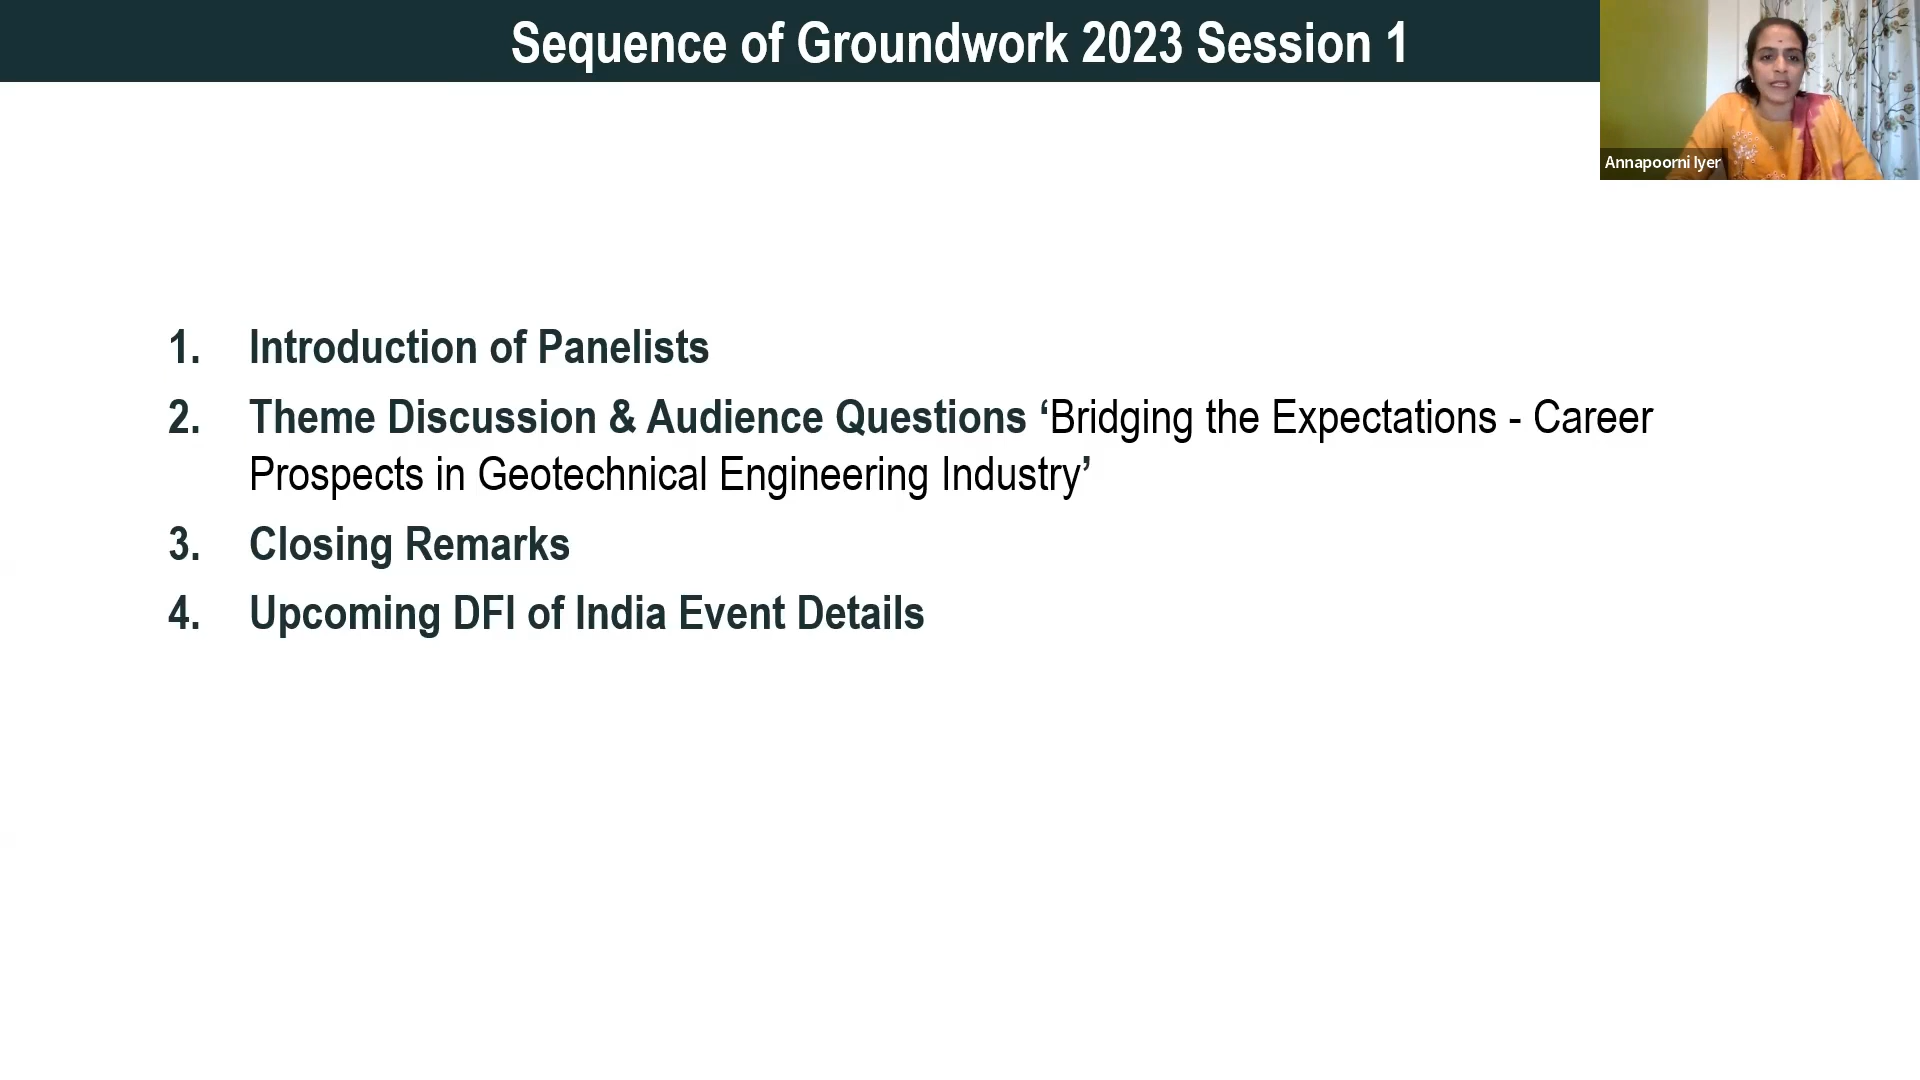 Sequence of Groundwork 2023 Session 1
Annapoorni Iyer
1. Introduction of Panelists
2. Theme Discussion & Audience Questions ‘Bridging the Expectations - Career
Prospects in Geotechnical Engineering Industry’
3. Closing Remarks
4. Upcoming DFI of India Event Details